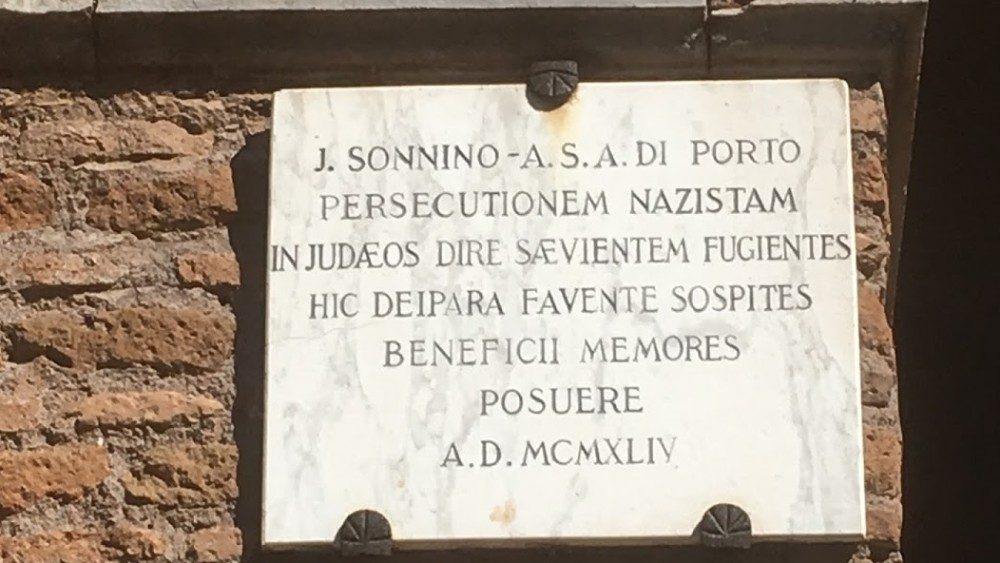 J. SONNINO - A. S. A. DI PORTO
PERSECUTIONEM NAZISTAM
IN JUDÆOS DIRE SÆVIENTEM FUGIENTES
HIC DEIPARA FAVENTE SOSPITES
BENEFICII MEMORES
POSUERE
A. D. MCMXLIV